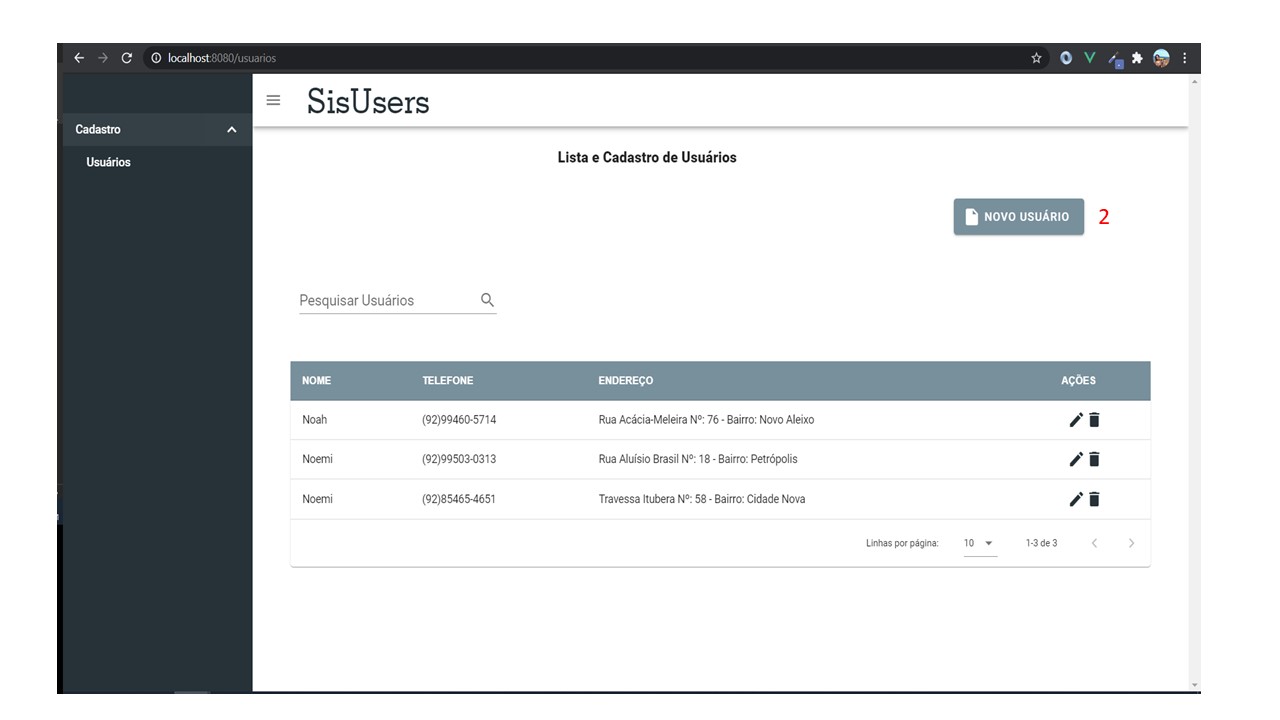 localhost:8080/usuarios
SisUsers
Cadastro
Usuários
Lista e Cadastro de Usuários
NOVO USUÁRIO 2
Pesquisar Usuários
NOME TELEFONE ENDEREÇO AÇÕES
Noah (92)99460-5714 Rua Acácia-Meleira Nº: 76 - Bairro: Novo Aleixo
Noemi (92)99503-0313 Rua Aluísio Brasil Nº: 18 - Bairro: Petrópolis
Noemi (92)85465-4651 Travessa Itubera Nº: 58 - Bairro: Cidade Nova
Linhas por página: 10 1-3 de 3